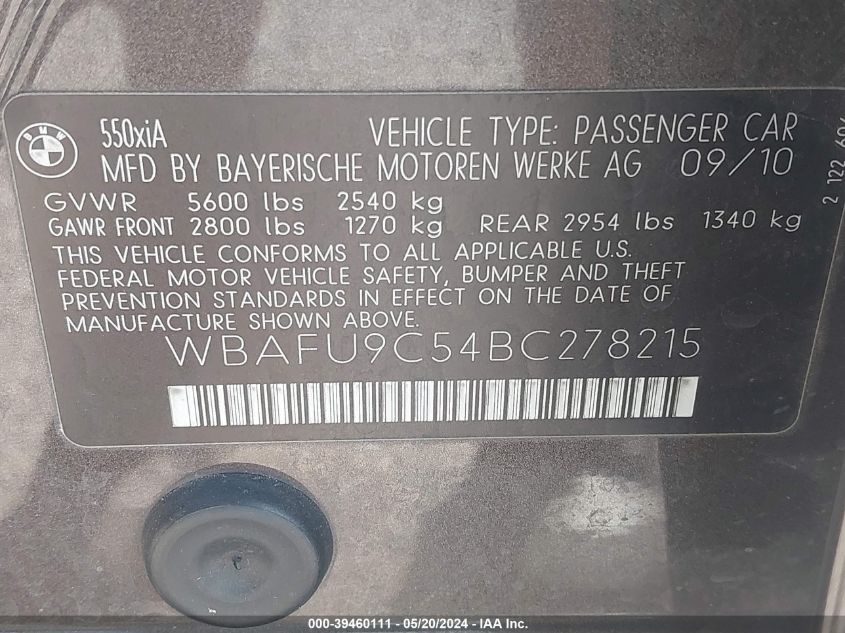 BMW
550xiA
VEHICLE TYPE: PASSENGER CAR
MFD BY BAYERISCHE MOTOREN WERKE AG 09/10
GVWR 5600 lbs 2540 kg
GAWR FRONT 2800 lbs 1270 kg REAR 2954 lbs 1340 kg
THIS VEHICLE CONFORMS TO ALL APPLICABLE U.S.
FEDERAL MOTOR VEHICLE SAFETY, BUMPER AND THEFT
PREVENTION STANDARDS IN EFFECT ON THE DATE OF
MANUFACTURE SHOWN ABOVE.
WBAFU9C54BC278215
2 122
000-39460111 - 05/20/2024 - IAA Inc.